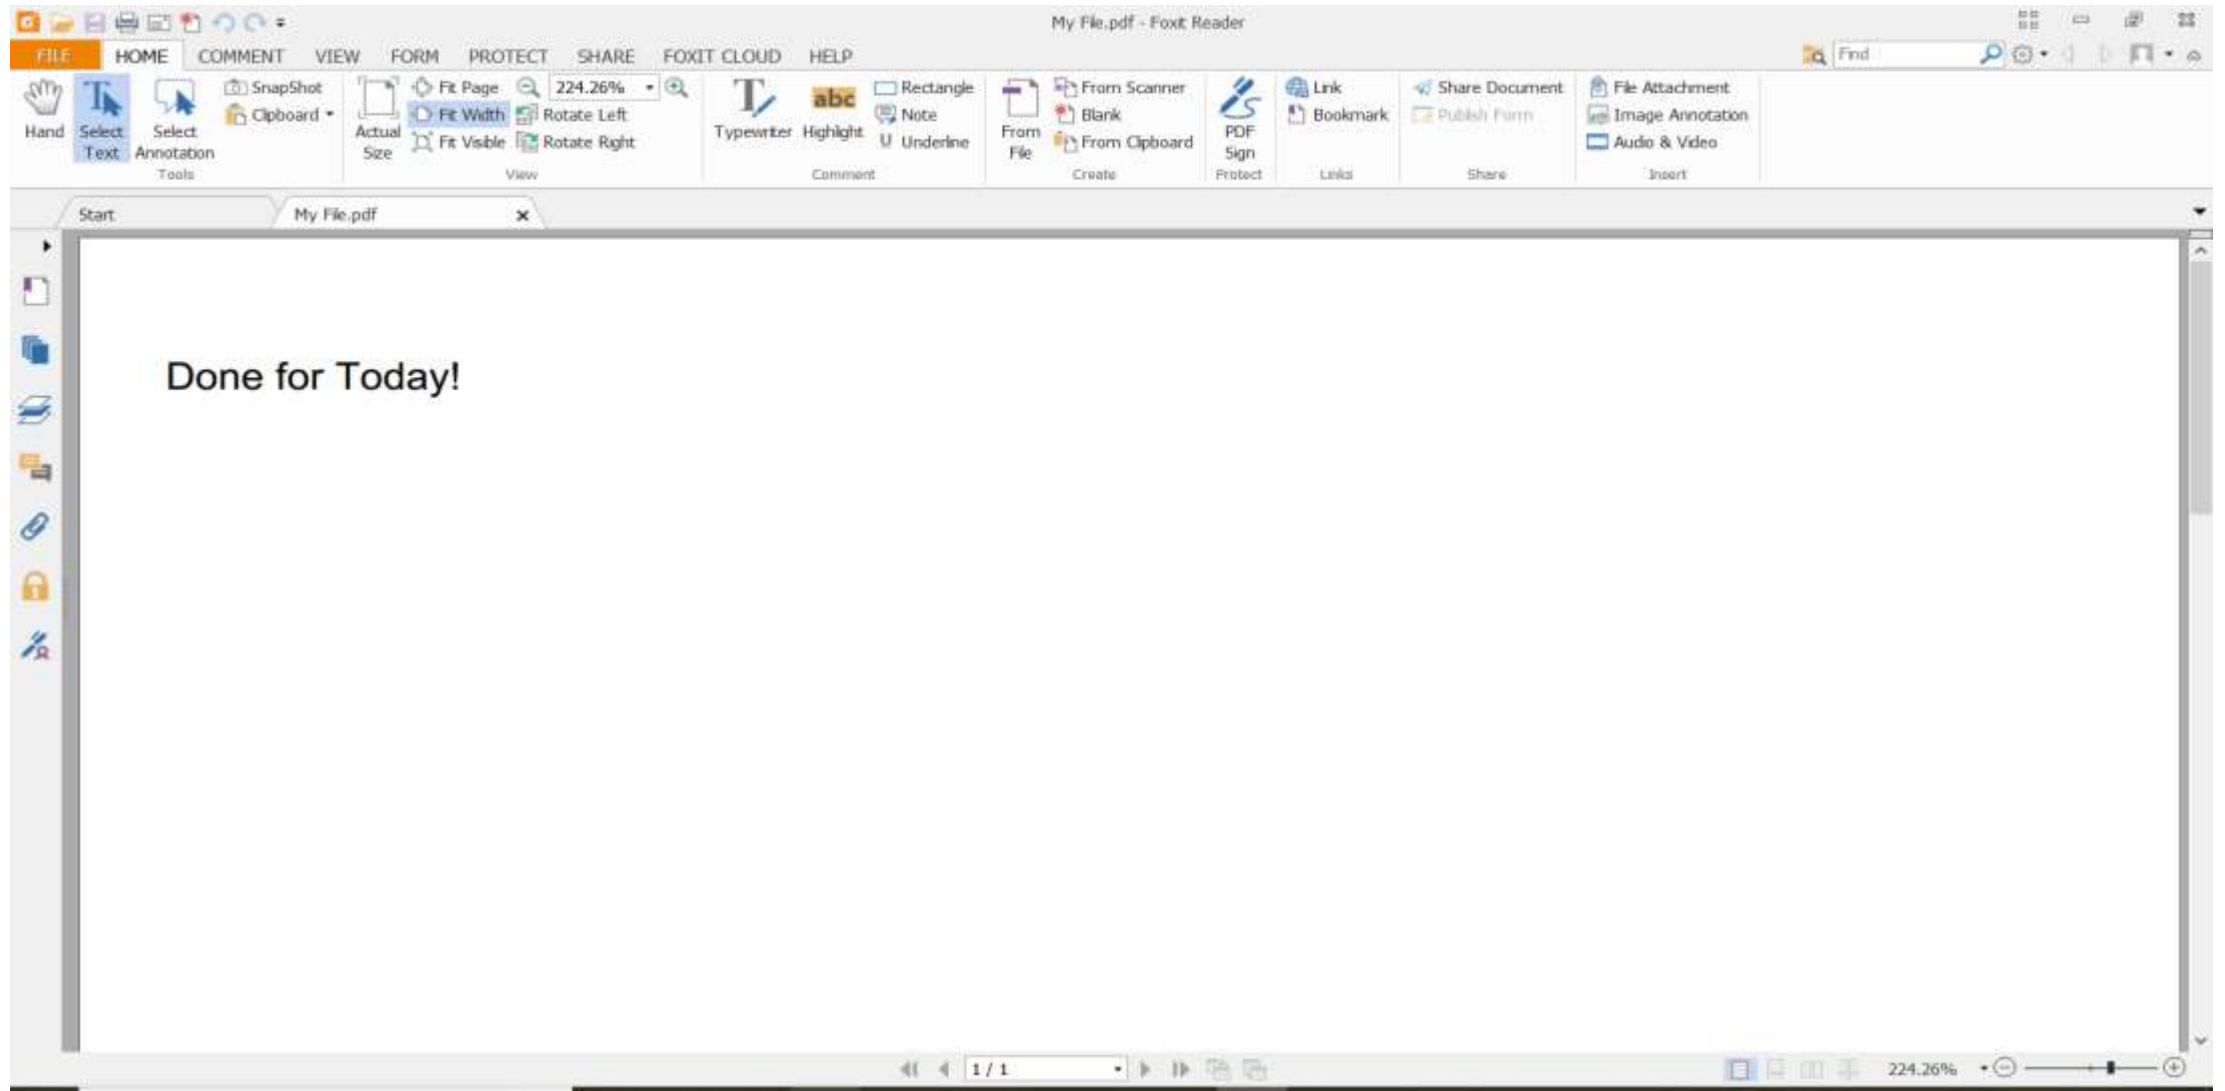 My File.pdf - Foxit Reader
FILE HOME COMMENT VIEW FORM PROTECT SHARE FOXIT CLOUD HELP Find
SnapShot Fit Page 224.26% Rectangle From Scanner Link Share Document File Attachment
Clipboard Fit Width Rotate Left abc Note Blank Bookmark Publish Form Image Annotation
Hand Select Text Select Annotation Actual Size Fit Visible Rotate Right Typewriter Highlight U Underline From File From Clipboard PDF Sign Audio & Video
Tools View Comment Create Protect Links Share Insert
Start My File.pdf
Done for Today!
1 / 1 224.26%